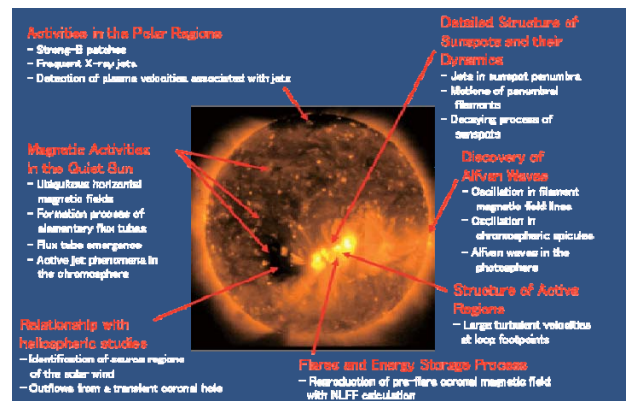 Activities in the Polar Regions
- Strong-B patches
- Frequent X-ray jets
- Detection of plasma velocities associated with jets
Detailed Structure of
Sunspots and their
Dynamics
- Jets in sunspot penumbra
- Motions of penumbral
filaments
- Decaying process of
sunspots
Magnetic Activities
in the Quiet Sun
- Ubiquitous horizontal
magnetic fields
- Formation process of
elementary flux tubes
- Flux tube emergence
- Active jet phenomena in
the chromosphere
Discovery of
Alfven Waves
- Oscillation in filament
magnetic field lines
- Oscillation in
chromospheric spicules
- Alfven waves in the
photosphere
Structure of Active
Regions
- Large turbulent velocities
at loop footpoints
Relationship with
heliospheric studies
- Identification of source regions
of the solar wind
- Outflows from a transient coronal hole
Flares and Energy Storage Process
- Reproduction of pre-flare coronal magnetic field
with NLFF calculation